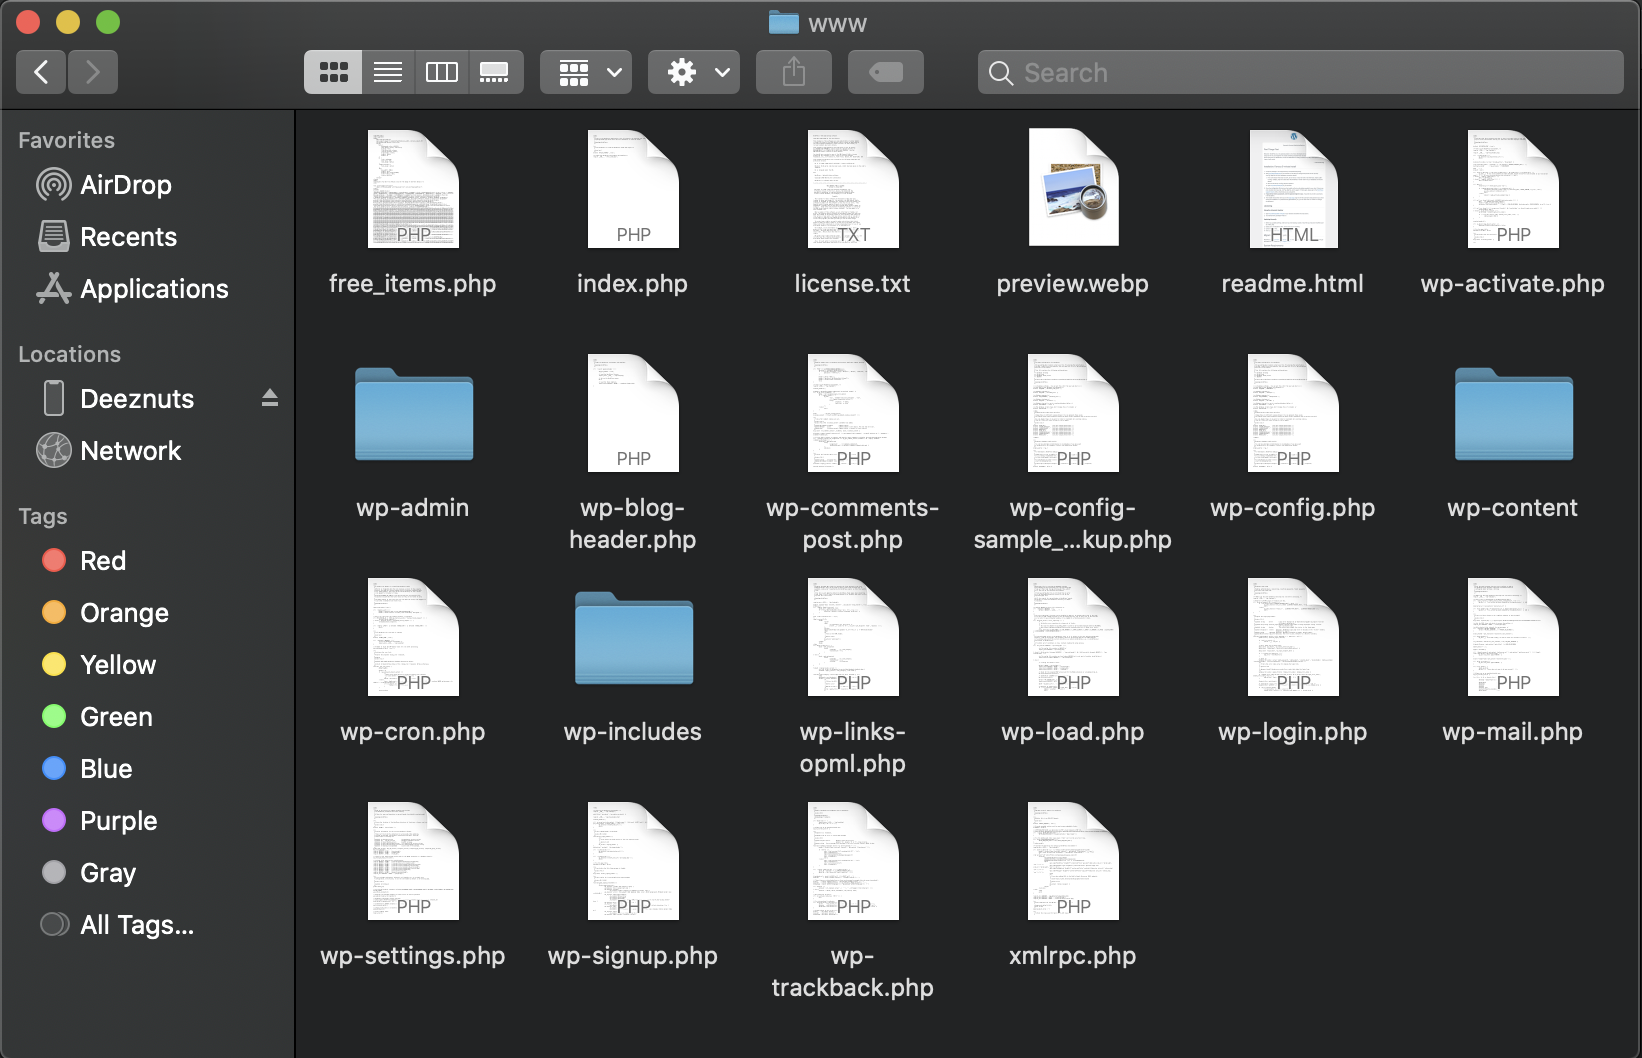 www
Search
Favorites
AirDrop
Recents
Applications
Locations
Deeznuts
Network
Tags
Red
Orange
Yellow
Green
Blue
Purple
Gray
All Tags...
PHP
free_items.php
PHP
index.php
TXT
license.txt
preview.webp
HTML
readme.html
PHP
wp-activate.php
wp-admin
PHP
wp-blog-
header.php
PHP
wp-comments-
post.php
PHP
wp-config-
sample_...kup.php
PHP
wp-config.php
wp-content
PHP
wp-cron.php
wp-includes
PHP
wp-links-
opml.php
PHP
wp-load.php
PHP
wp-login.php
PHP
wp-mail.php
PHP
wp-settings.php
PHP
wp-signup.php
PHP
wp-
trackback.php
PHP
xmlrpc.php